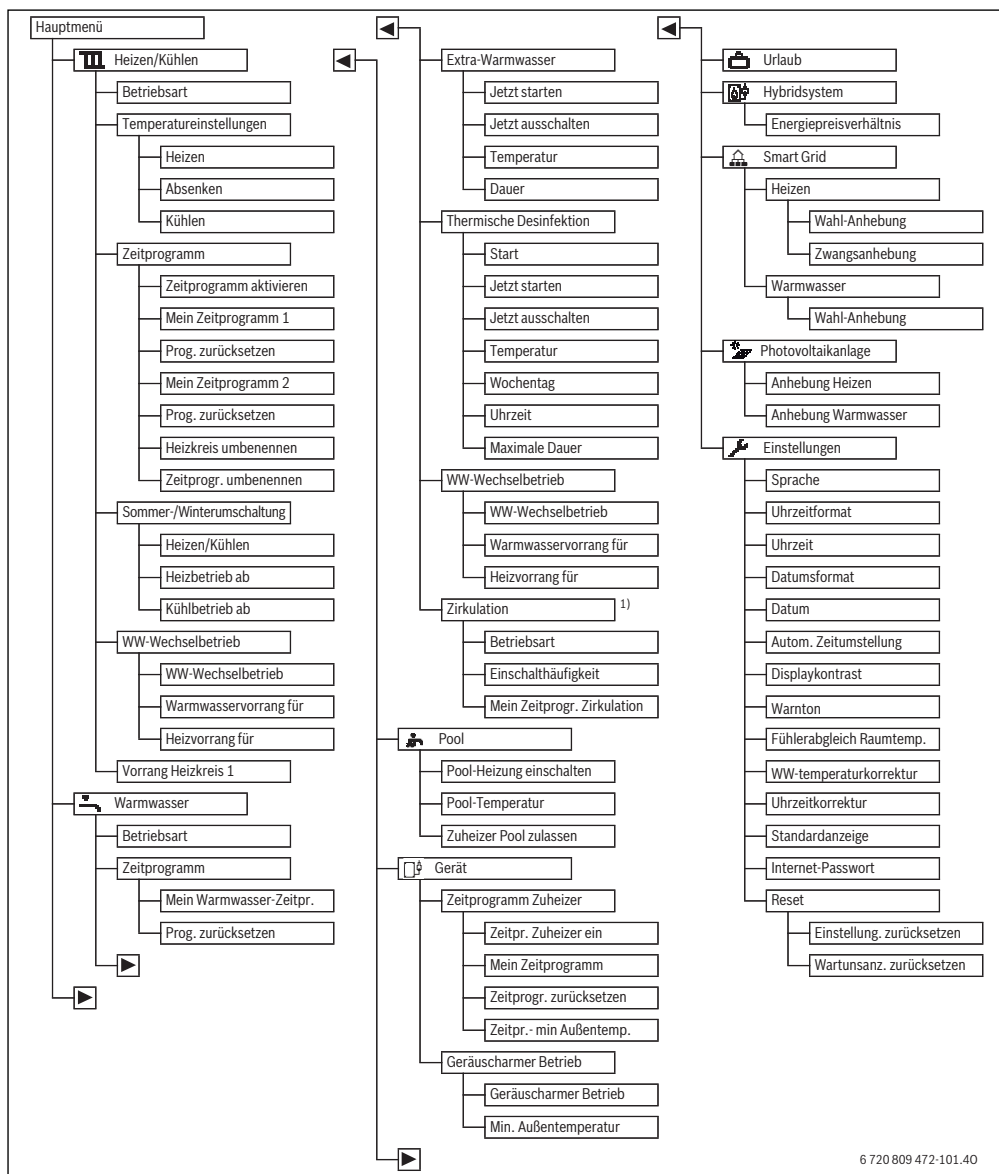 Hauptmenü
Heizen/Kühlen
Betriebsart
Temperatureinstellungen
Heizen
Absenken
Kühlen
Zeitprogramm
Zeitprogramm aktivieren
Mein Zeitprogramm 1
Prog. zurücksetzen
Mein Zeitprogramm 2
Prog. zurücksetzen
Heizkreis umbenennen
Zeitprogr. umbenennen
Sommer-/Winterumschaltung
Heizen/Kühlen
Heizbetrieb ab
Kühlbetrieb ab
WW-Wechselbetrieb
WW-Wechselbetrieb
Warmwasservorrang für
Heizvorrang für
Vorrang Heizkreis 1
Warmwasser
Betriebsart
Zeitprogramm
Mein Warmwasser-Zeitpr.
Prog. zurücksetzen
Extra-Warmwasser
Jetzt starten
Jetzt ausschalten
Temperatur
Dauer
Thermische Desinfektion
Start
Jetzt starten
Jetzt ausschalten
Temperatur
Wochentag
Uhrzeit
Maximale Dauer
WW-Wechselbetrieb
WW-Wechselbetrieb
Warmwasservorrang für
Heizvorrang für
Zirkulation 1)
Betriebsart
Einschalthäufigkeit
Mein Zeitprogr. Zirkulation
Pool
Pool-Heizung einschalten
Pool-Temperatur
Zuheizer Pool zulassen
Gerät
Zeitprogramm Zuheizer
Zeitpr. Zuheizer ein
Mein Zeitprogramm
Zeitprogr. zurücksetzen
Zeitpr.- min Außentemp.
Geräuscharmer Betrieb
Geräuscharmer Betrieb
Min. Außentemperatur
Urlaub
Hybridsystem
Energiepreisverhältnis
Smart Grid
Heizen
Wahl-Anhebung
Zwangsanhebung
Warmwasser
Wahl-Anhebung
Photovoltaikanlage
Anhebung Heizen
Anhebung Warmwasser
Einstellungen
Sprache
Uhrzeitformat
Uhrzeit
Datumsformat
Datum
Autom. Zeitumstellung
Displaykontrast
Warnton
Fühlerabgleich Raumtemp.
WW-temperaturkorrektur
Uhrzeitkorrektur
Standardanzeige
Internet-Passwort
Reset
Einstellung. zurücksetzen
Wartunsanz. zurücksetzen
6 720 809 472-101.4O